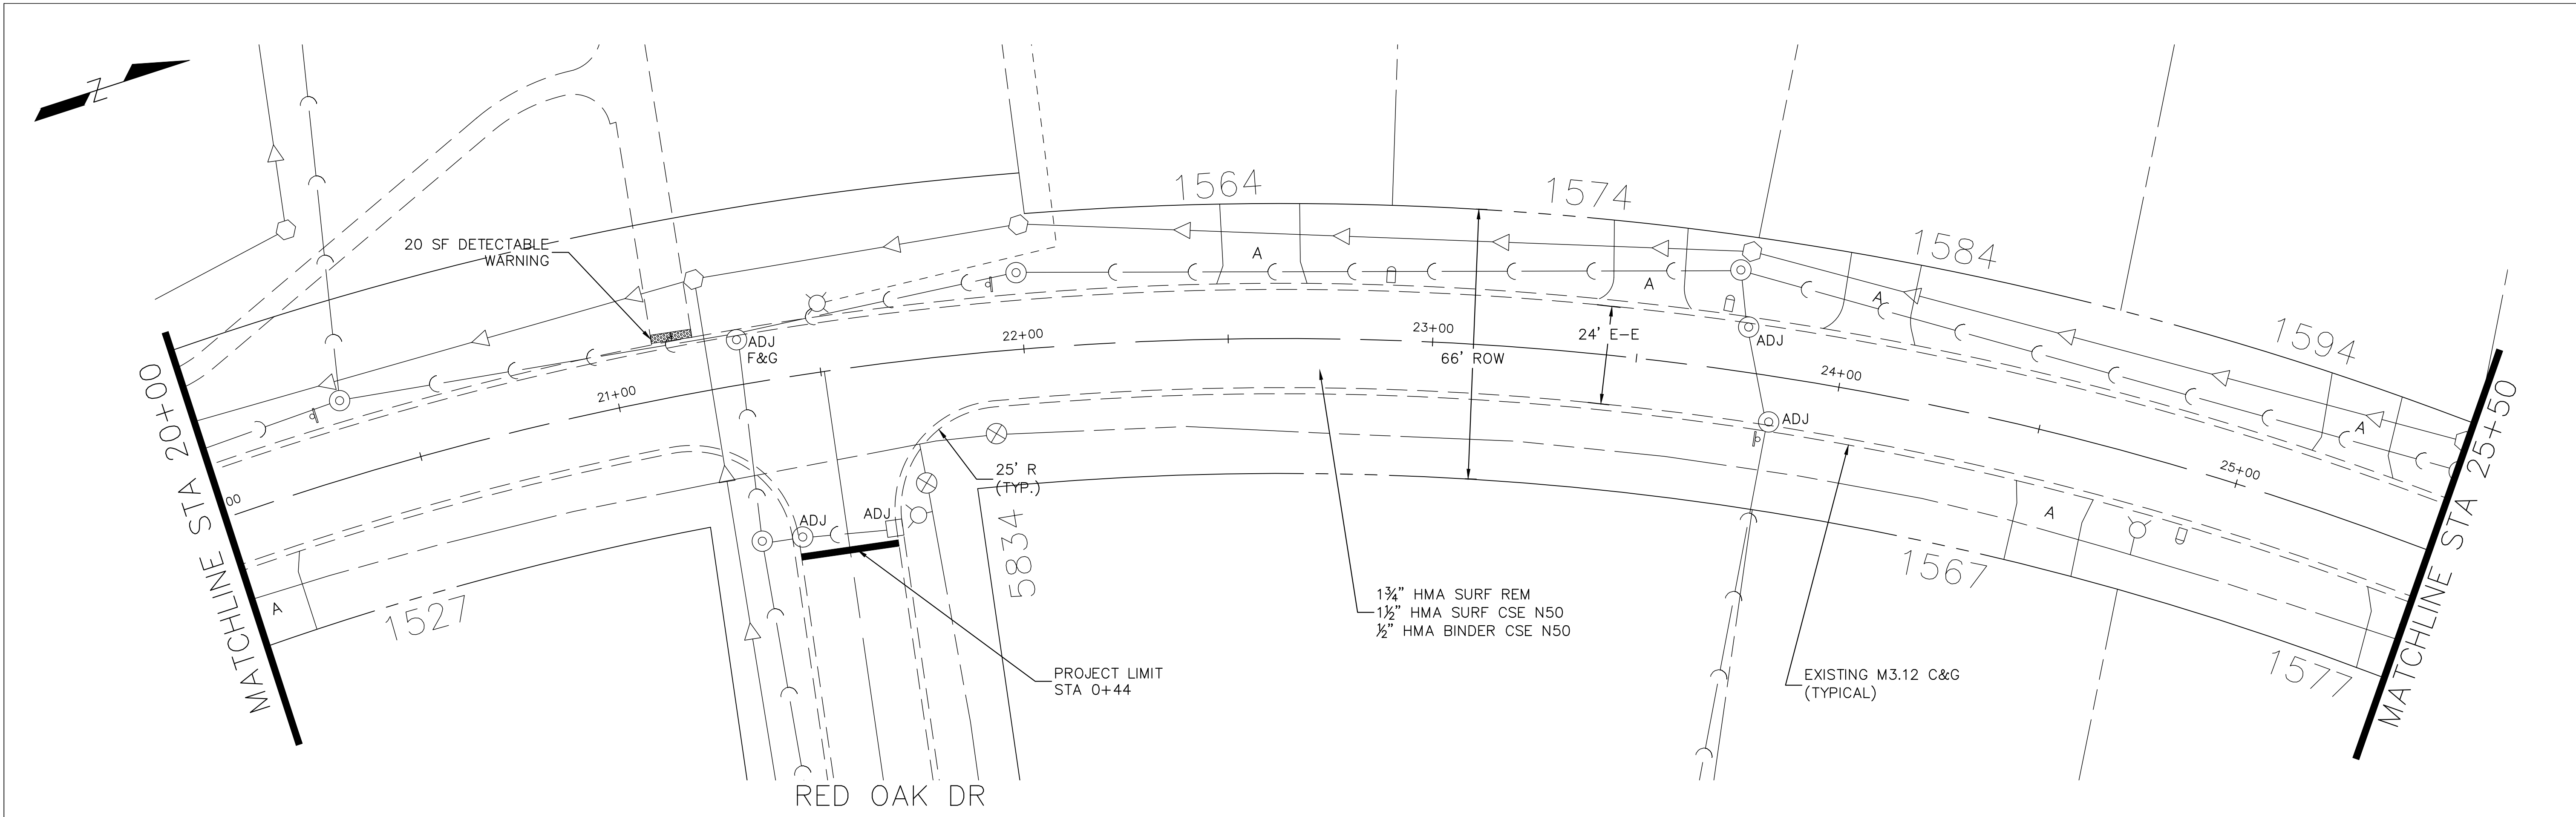 Z
1564
1574
1584
1594
20 SF DETECTABLE
WARNING
A
A
A
A
22+00
23+00
24+00
25+00
21+00
00
ADJ
F&G
24' E-E
66' ROW
ADJ
ADJ
ADJ
ADJ
MATCHLINE STA 20+00
MATCHLINE STA 25+50
25' R
(TYP.)
5834
A
A
1527
1567
1577
1¾" HMA SURF REM
1½" HMA SURF CSE N50
½" HMA BINDER CSE N50
PROJECT LIMIT
STA 0+44
EXISTING M3.12 C&G
(TYPICAL)
RED OAK DR